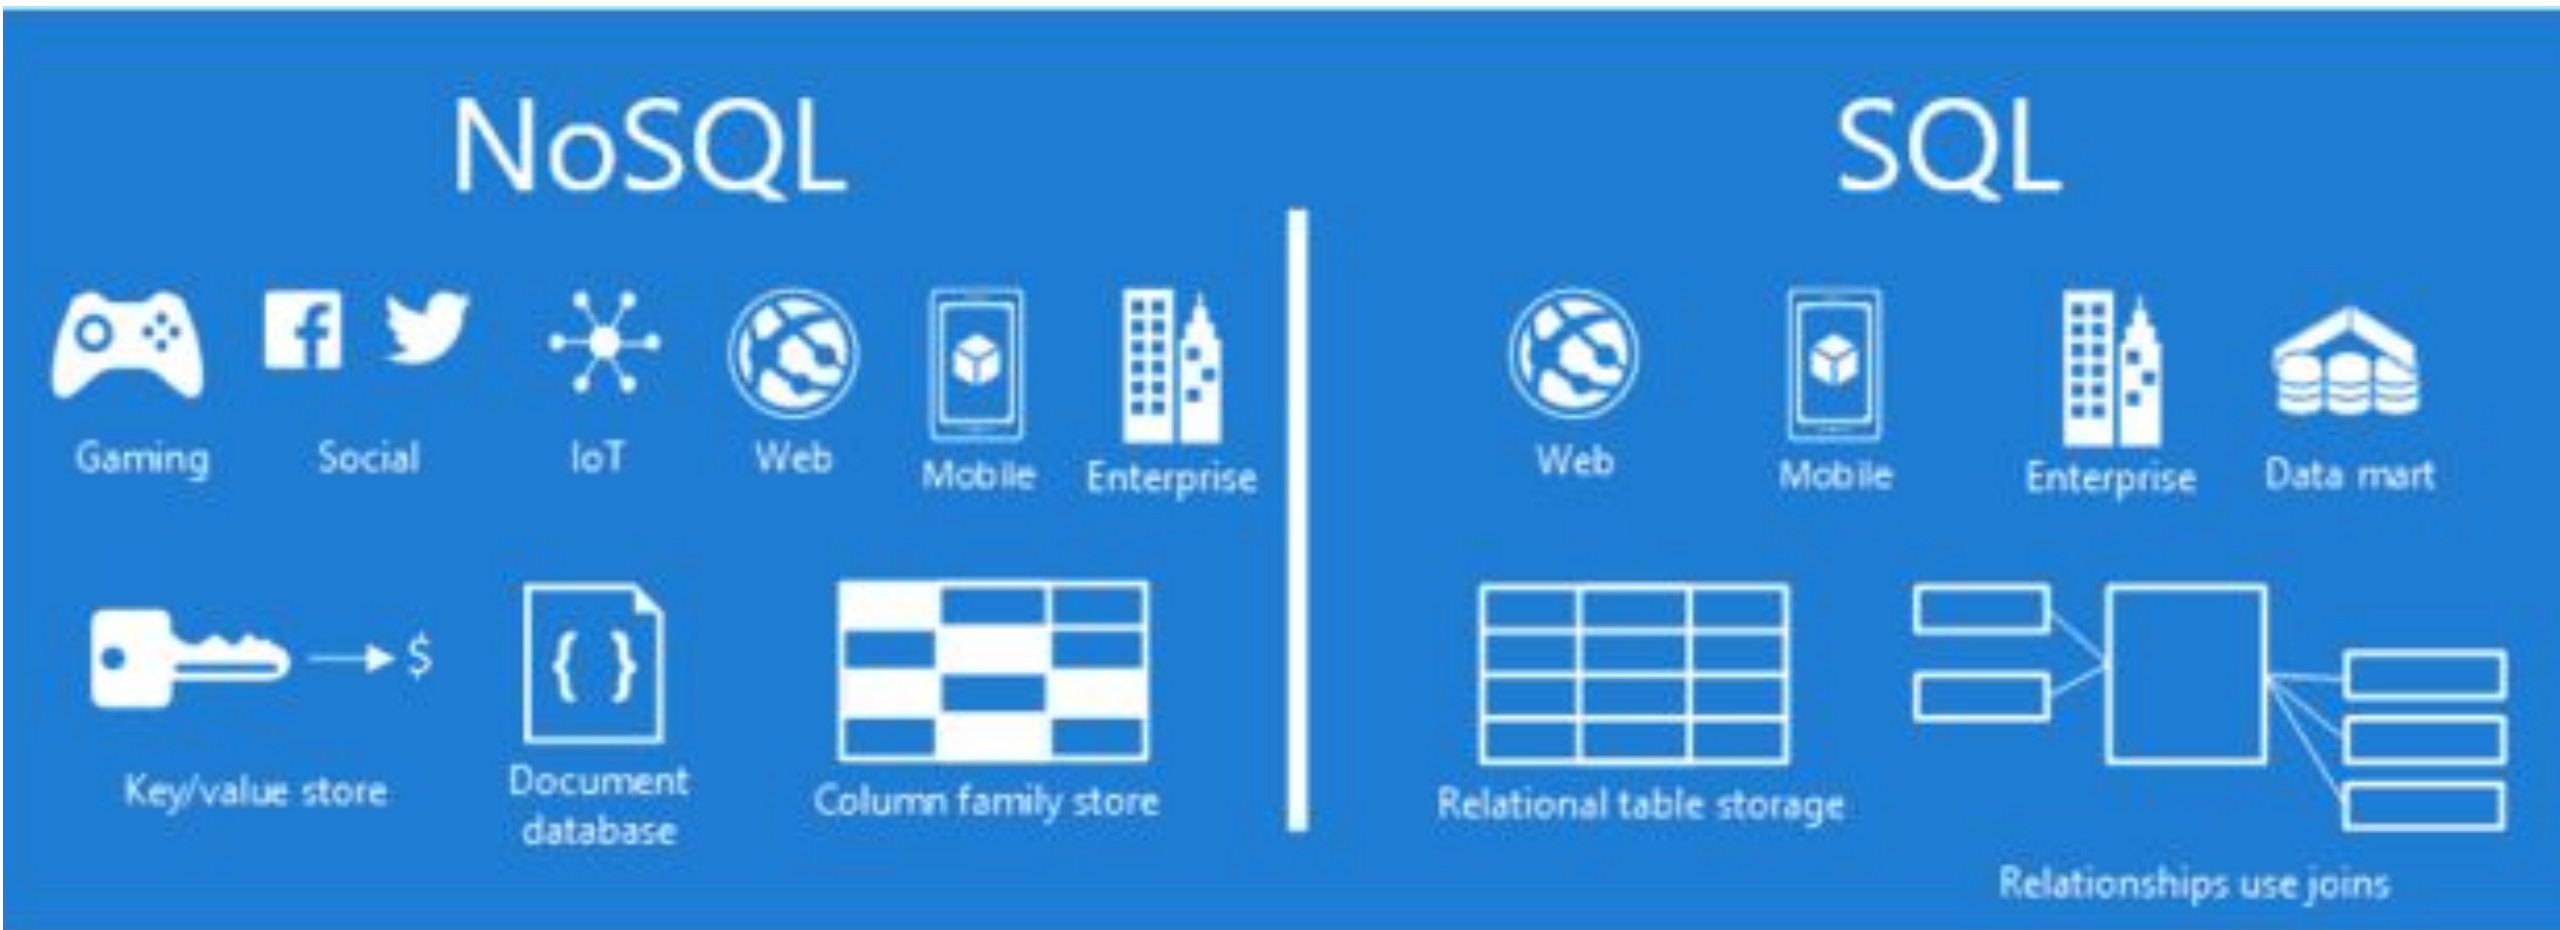 NoSQL
Gaming
Social
IoT
Web
Mobile
Enterprise
$
Key/value store
{ }
Document
database
Column family store
SQL
Web
Mobile
Enterprise
Data mart
Relational table storage
Relationships use joins